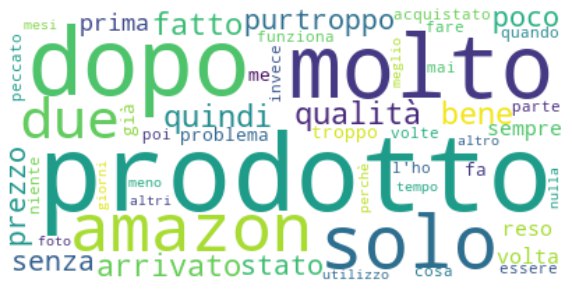 prima fatto purtroppo acquistato poco
mesi funziona fare quando
peccato dopo me invece molto meglio mai
due già quindi qualità bene parte
poi problema troppo volte altro sempre
prezzo niente prodotto l'ho fa
giorni meno altri perchè tempo nulla
foto amazon solo reso
senza arrivato stato utilizzo cosa volta essere